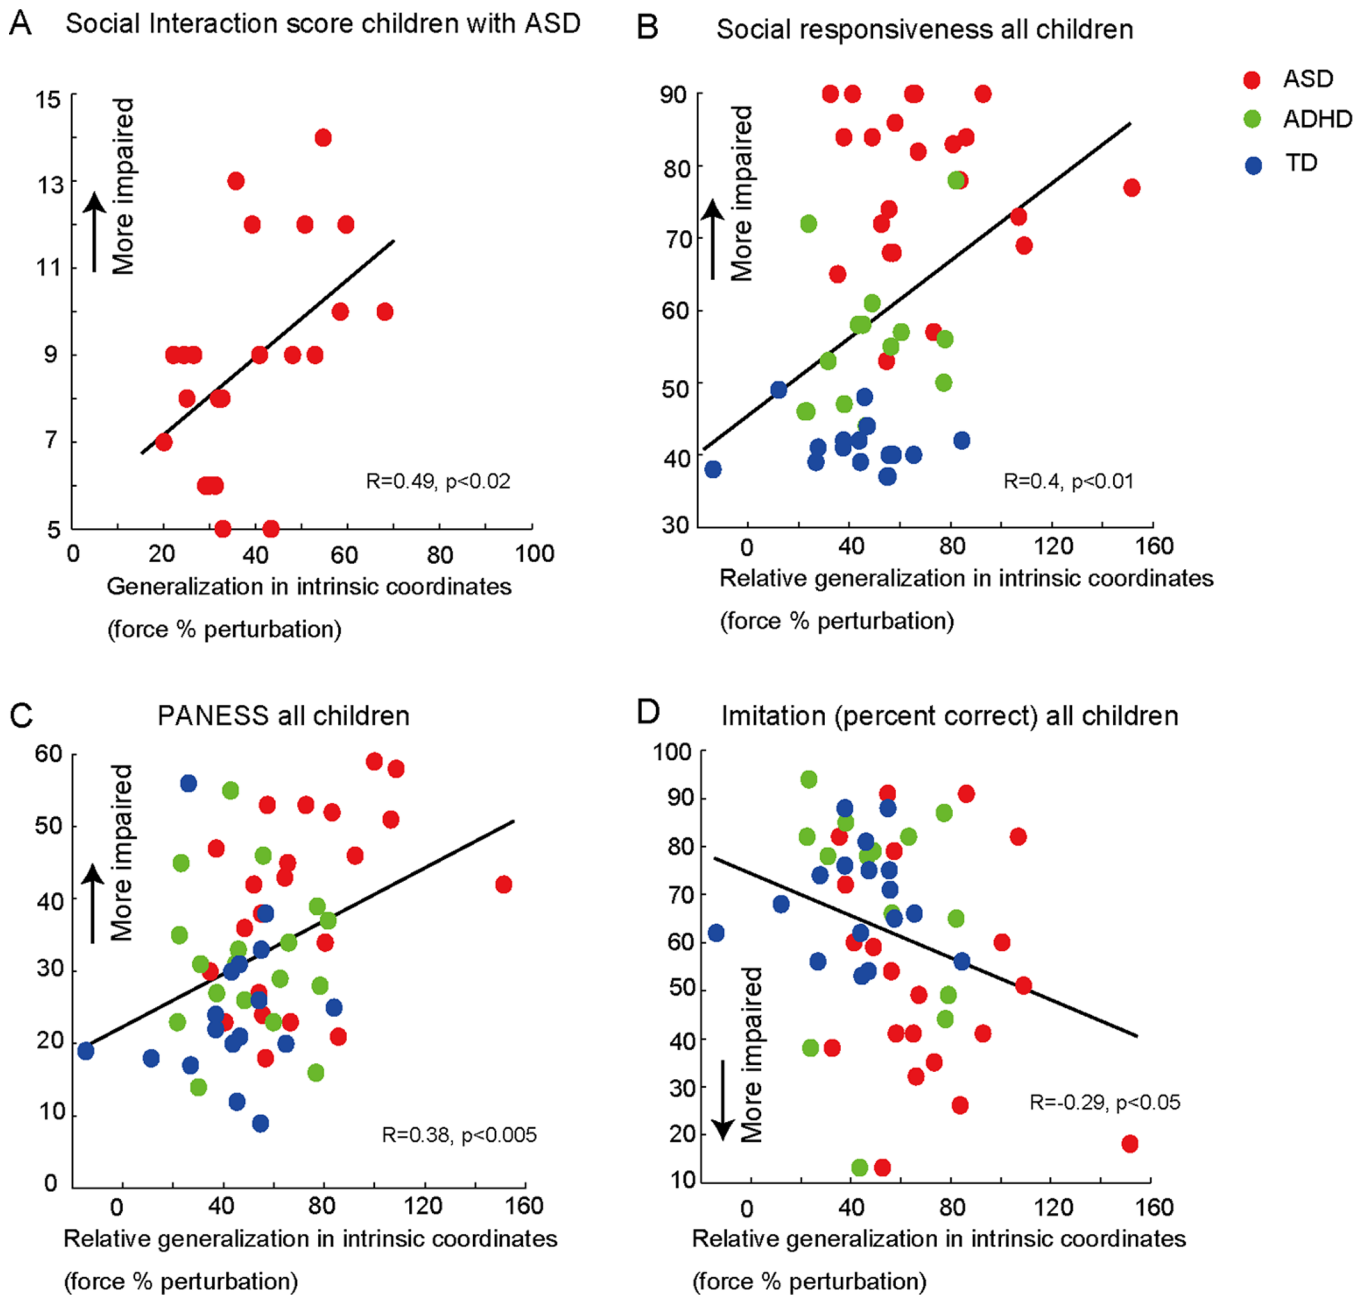 A Social Interaction score children with ASD
15
13
11
9
7
5
More impaired
R=0.49, p<0.02
0 20 40 60 80 100
Generalization in intrinsic coordinates
(force % perturbation)
B Social responsiveness all children
90
80
70
60
50
40
30
More impaired
R=0.4, p<0.01
0 40 80 120 160
Relative generalization in intrinsic coordinates
(force % perturbation)
ASD
ADHD
TD
C PANESS all children
60
50
40
30
20
10
0
More impaired
R=0.38, p<0.005
0 40 80 120 160
Relative generalization in intrinsic coordinates
(force % perturbation)
D Imitation (percent correct) all children
100
90
80
70
60
50
40
30
20
10
More impaired
R=-0.29, p<0.05
0 40 80 120 160
Relative generalization in intrinsic coordinates
(force % perturbation)